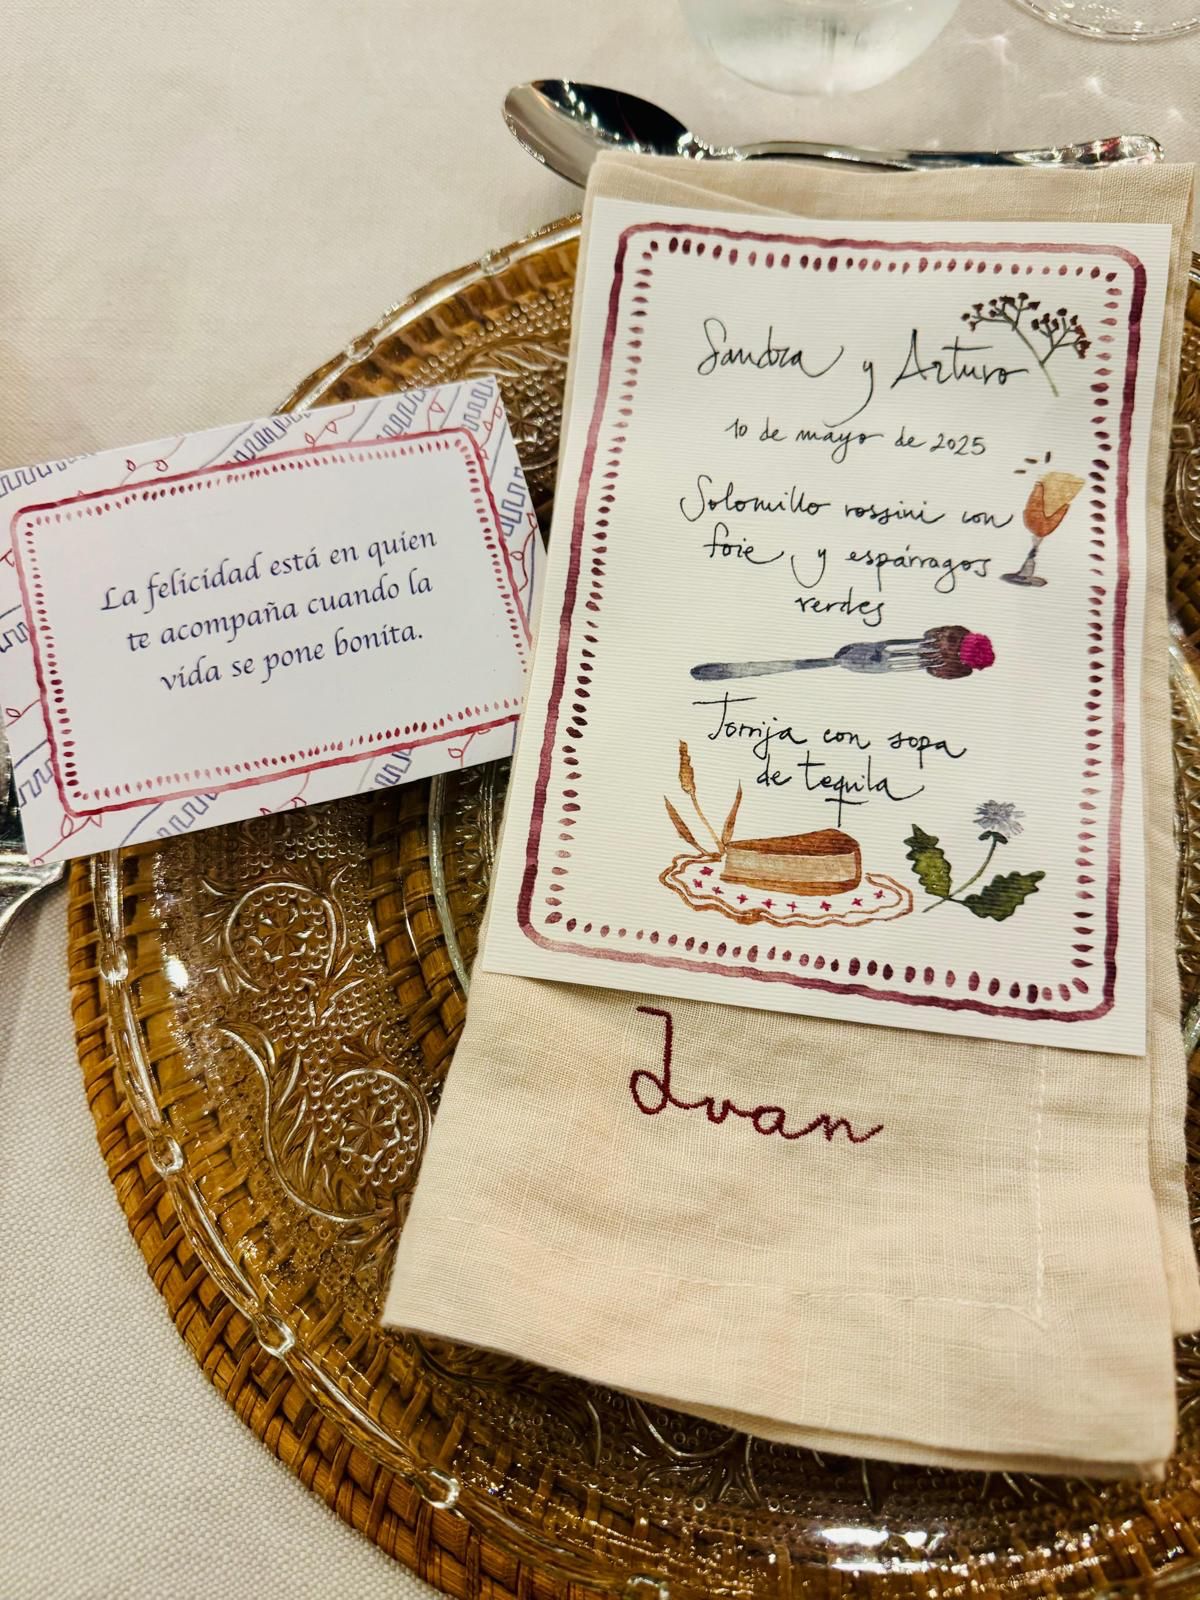 La felicidad está en quien
te acompaña cuando la
vida se pone bonita.
Sandra y Arturo
10 de mayo de 2025
Solomillo rossini con
foie y espárragos
verdes
Torrija con sopa
de tequila
Ivan